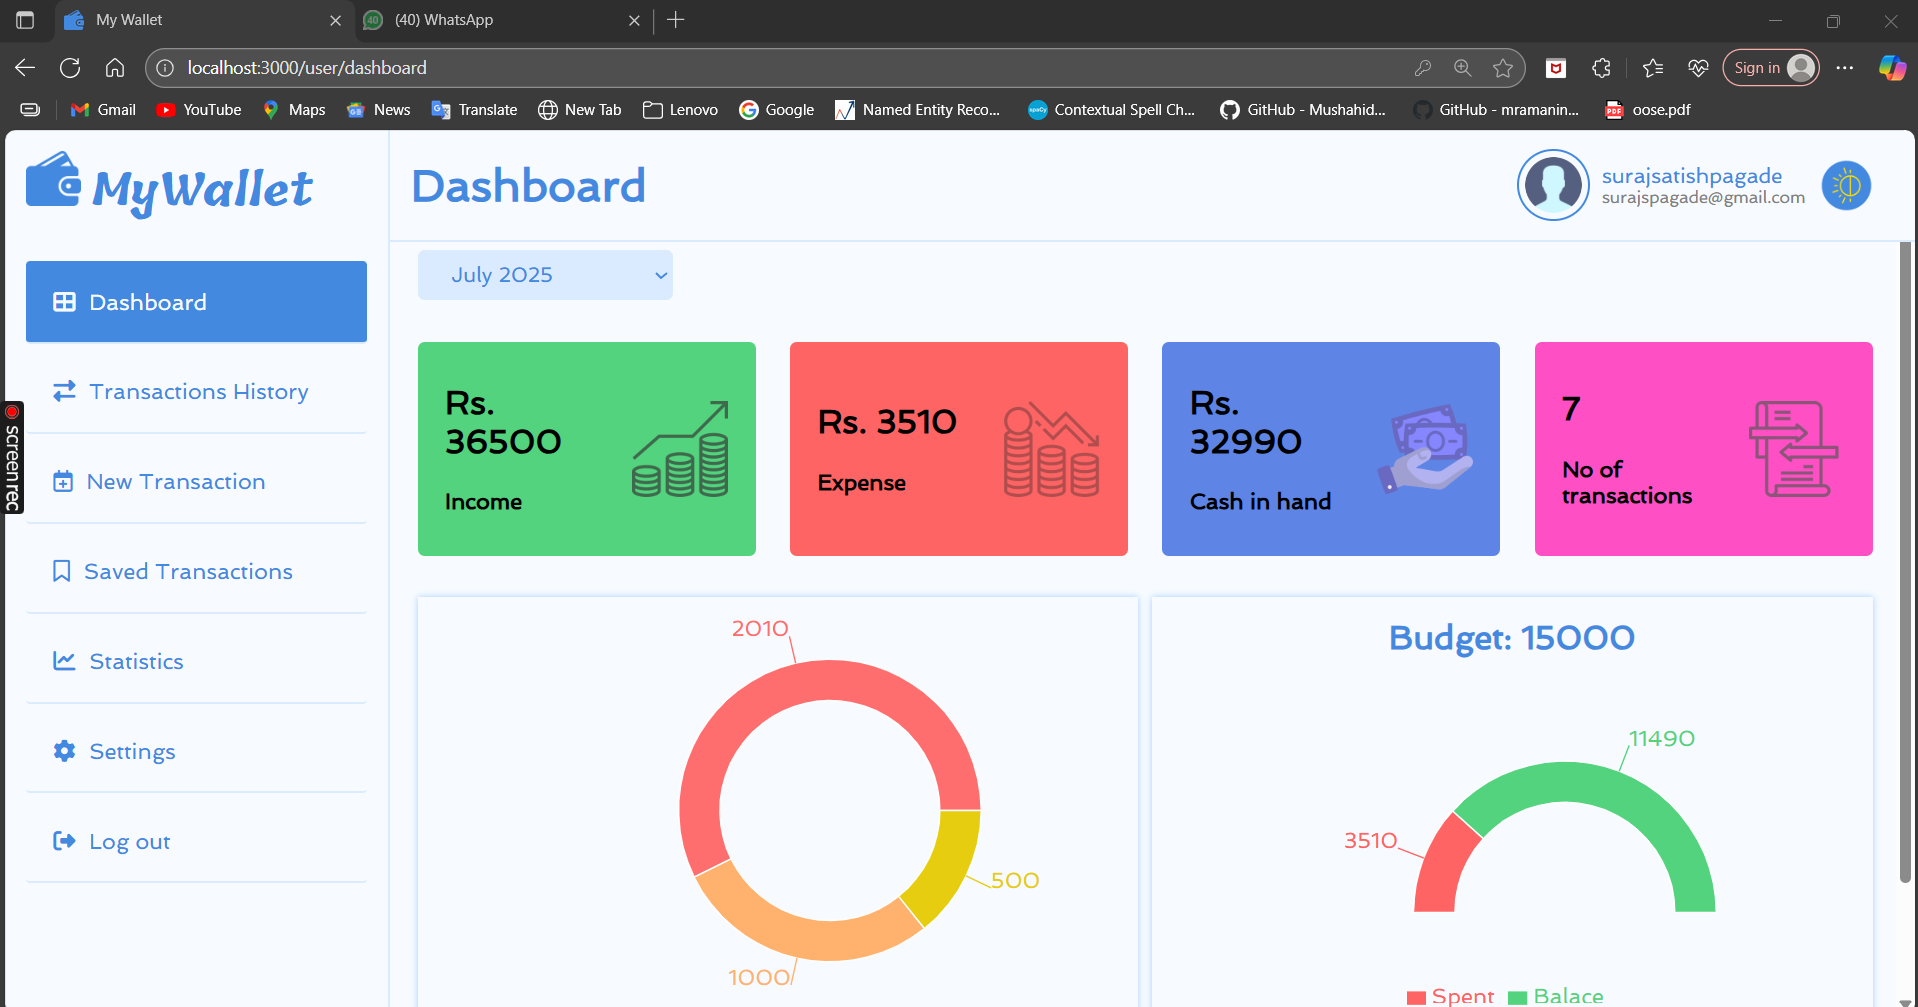 My Wallet
40
(40) WhatsApp
localhost:3000/user/dashboard
Sign in
Gmail
YouTube
Maps
News
Translate
New Tab
Lenovo
Google
Named Entity Reco...
Contextual Spell Ch...
GitHub - Mushahid...
GitHub - mramanin...
oose.pdf
MyWallet
Dashboard
surajsatishpagade
surajspagade@gmail.com
July 2025
Dashboard
Transactions History
New Transaction
Saved Transactions
Statistics
Settings
Log out
screen rec
Rs.
36500
Income
Rs. 3510
Expense
Rs.
32990
Cash in hand
7
No of
transactions
2010
500
1000
Budget: 15000
11490
3510
Spent
Balace